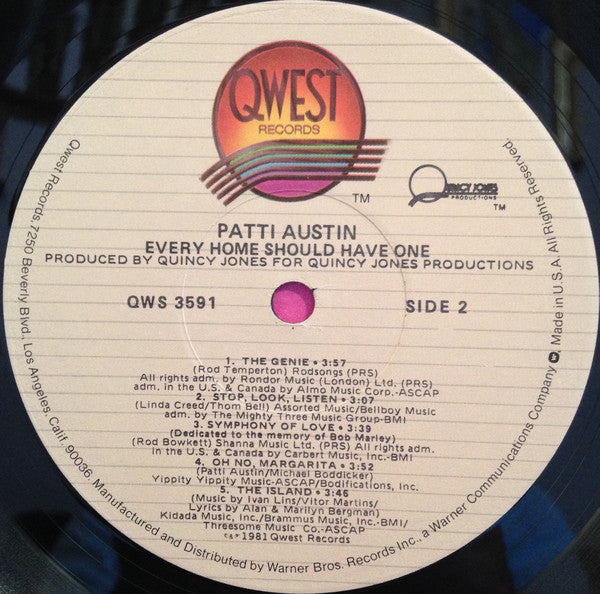 QWEST
RECORDS
TM
QUINCY JONES
PRODUCTIONS
TM
PATTI AUSTIN
EVERY HOME SHOULD HAVE ONE
PRODUCED BY QUINCY JONES FOR QUINCY JONES PRODUCTIONS
QWS 3591
SIDE 2
1. THE GENIE • 3:57
(Rod Temperton) Rodsongs (PRS)
All rights adm. by Rondor Music (London) Ltd. (PRS)
adm. in the U.S. & Canada by Almo Music Corp.-ASCAP
2. STOP, LOOK, LISTEN • 3:07
(Linda Creed/Thom Bell) Assorted Music/Bellboy Music
adm. by The Mighty Three Music Group-BMI
3. SYMPHONY OF LOVE • 3:39
(Dedicated to the memory of Bob Marley)
(Rod Bowkett) Shanna Music Ltd. (PRS) All rights adm.
in the U.S. & Canada by Carbert Music, Inc.-BMI
4. OH NO, MARGARITA • 3:52
(Patti Austin/Michael Boddicker)
Yippity Yippity Music-ASCAP/Bodifications, Inc.
5. THE ISLAND • 3:46
(Music by Ivan Lins/Vitor Martins/
Lyrics by Alan & Marilyn Bergman)
Kidada Music, Inc./Brammus Music, Inc.-BMI/
Threesome Music Co.-ASCAP
℗&© 1981 Qwest Records
Qwest Records, 7250 Beverly Blvd., Los Angeles, Calif. 90036. Manufactured and Distributed by Warner Bros. Records Inc., a Warner Communications Company Made in U.S.A. All Rights Reserved.